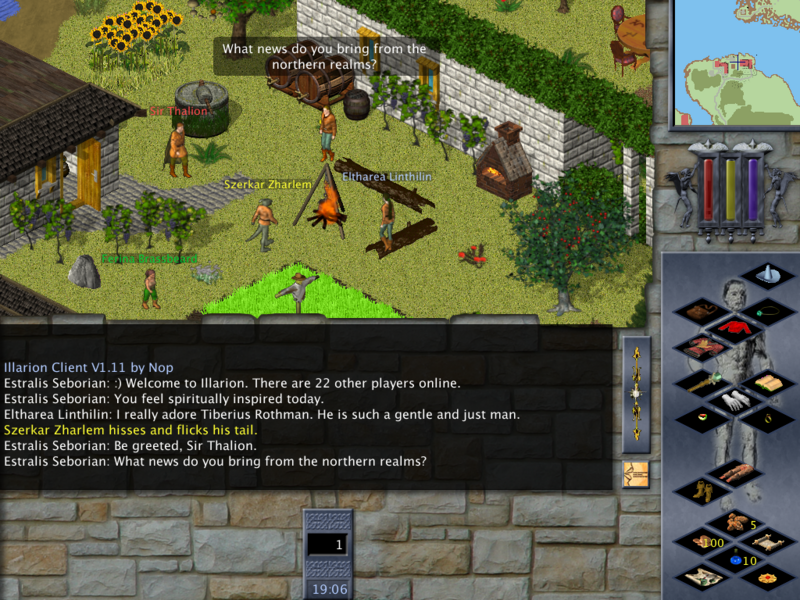 What news do you bring from the
northern realms?
Sir Thalion
Szerkar Zharlem
Eltharea Linthilin
Illarion Client V1.11 by Nop
Estralis Seborian: :) Welcome to Illarion. There are 22 other players online.
Estralis Seborian: You feel spiritually inspired today.
Eltharea Linthilin: I really adore Tiberius Rothman. He is such a gentle and just man.
Szerkar Zharlem hisses and flicks his tail.
Estralis Seborian: Be greeted, Sir Thalion.
Estralis Seborian: What news do you bring from the northern realms?
1
19:06
5
100
10